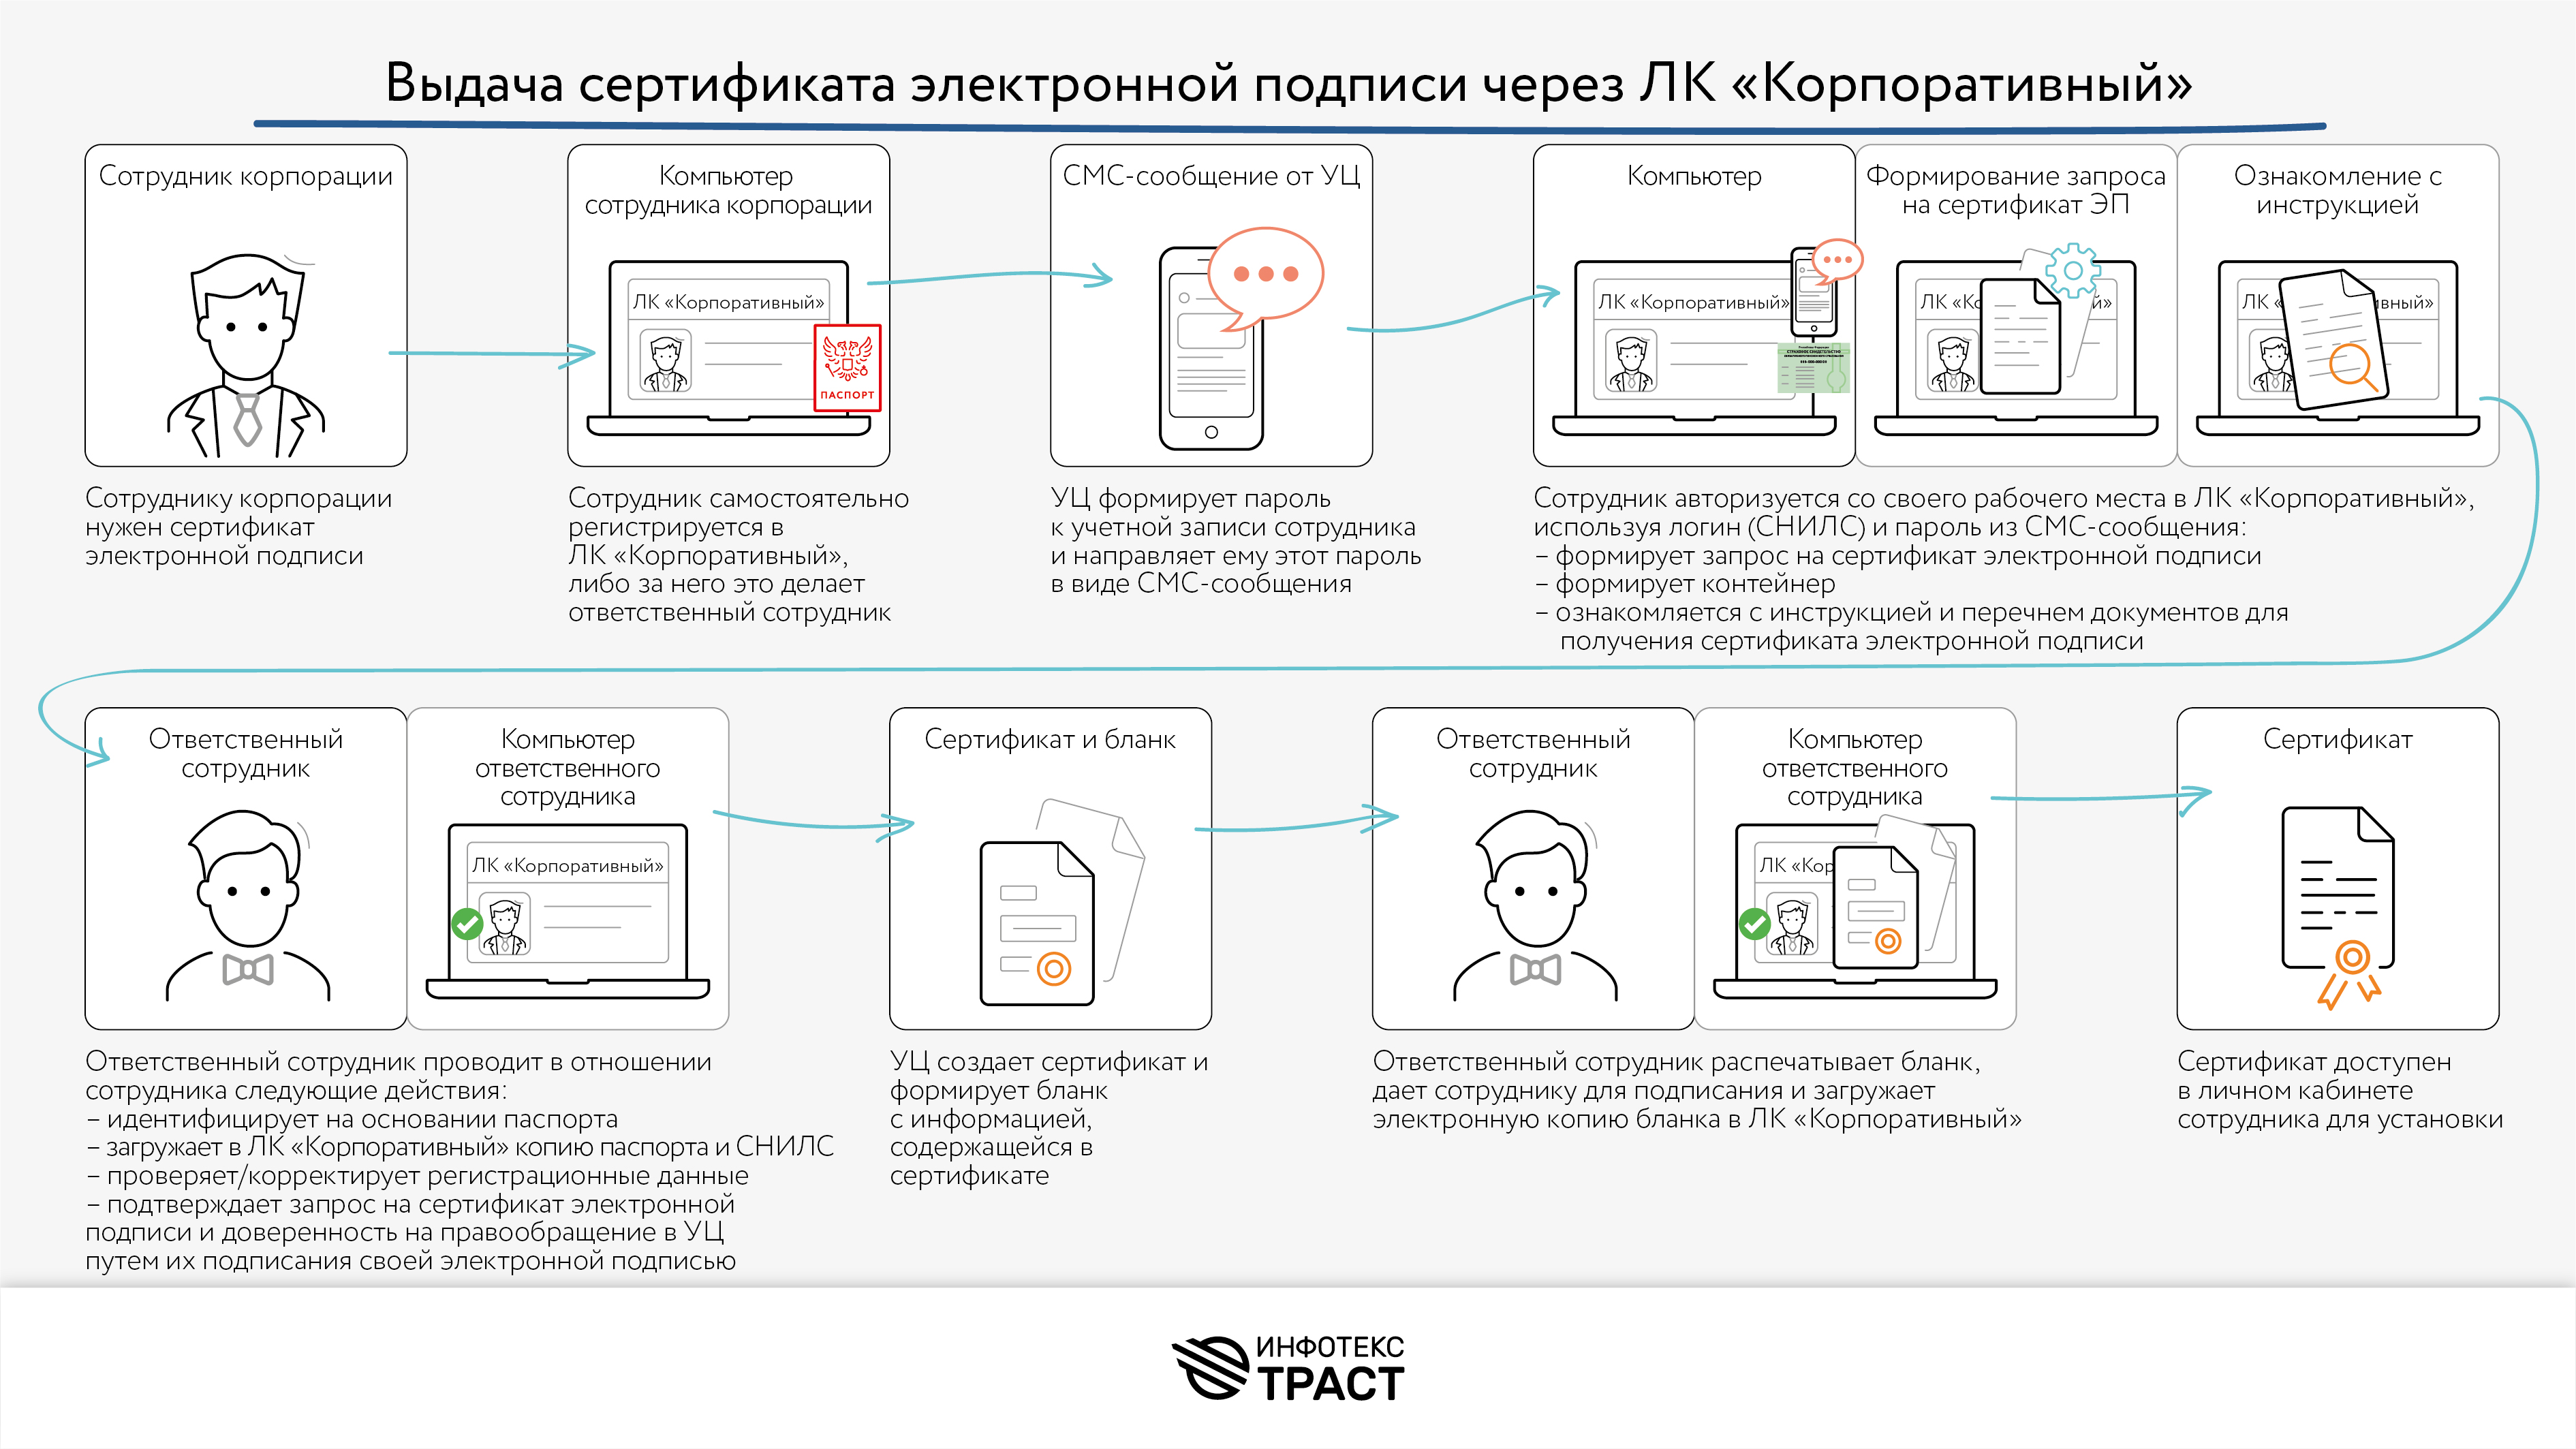 Выдача сертификата электронной подписи через ЛК «Корпоративный»
Сотрудник корпорации
Сотруднику корпорации
нужен сертификат
электронной подписи
Компьютер
сотрудника корпорации
ЛК «Корпоративный»
ПАСПОРТ
Сотрудник самостоятельно
регистрируется в
ЛК «Корпоративный»,
либо за него это делает
ответственный сотрудник
СМС-сообщение от УЦ
УЦ формирует пароль
к учетной записи сотрудника
и направляет ему этот пароль
в виде СМС-сообщения
Компьютер
ЛК «Корпоративный»
СТРАХОВОЕ СВИДЕТЕЛЬСТВО
Формирование запроса
на сертификат ЭП
ЛК «Ко
й»
Ознакомление с
инструкцией
ЛК «
ивный»
Сотрудник авторизуется со своего рабочего места в ЛК «Корпоративный»,
используя логин (СНИЛС) и пароль из СМС-сообщения:
– формирует запрос на сертификат электронной подписи
– формирует контейнер
– ознакомляется с инструкцией и перечнем документов для
получения сертификата электронной подписи
Ответственный
сотрудник
Компьютер
ответственного
сотрудника
ЛК «Корпоративный»
Ответственный сотрудник проводит в отношении
сотрудника следующие действия:
– идентифицирует на основании паспорта
– загружает в ЛК «Корпоративный» копию паспорта и СНИЛС
– проверяет/корректирует регистрационные данные
– подтверждает запрос на сертификат электронной
подписи и доверенность на правообращение в УЦ
путем их подписания своей электронной подписью
Сертификат и бланк
УЦ создает сертификат и
формирует бланк
с информацией,
содержащейся в
сертификате
Ответственный
сотрудник
Компьютер
ответственного
сотрудника
ЛК «Кор
Ответственный сотрудник распечатывает бланк,
дает сотруднику для подписания и загружает
электронную копию бланка в ЛК «Корпоративный»
Сертификат
Сертификат доступен
в личном кабинете
сотрудника для установки
ИНФОТЕКС
ТРАСТ